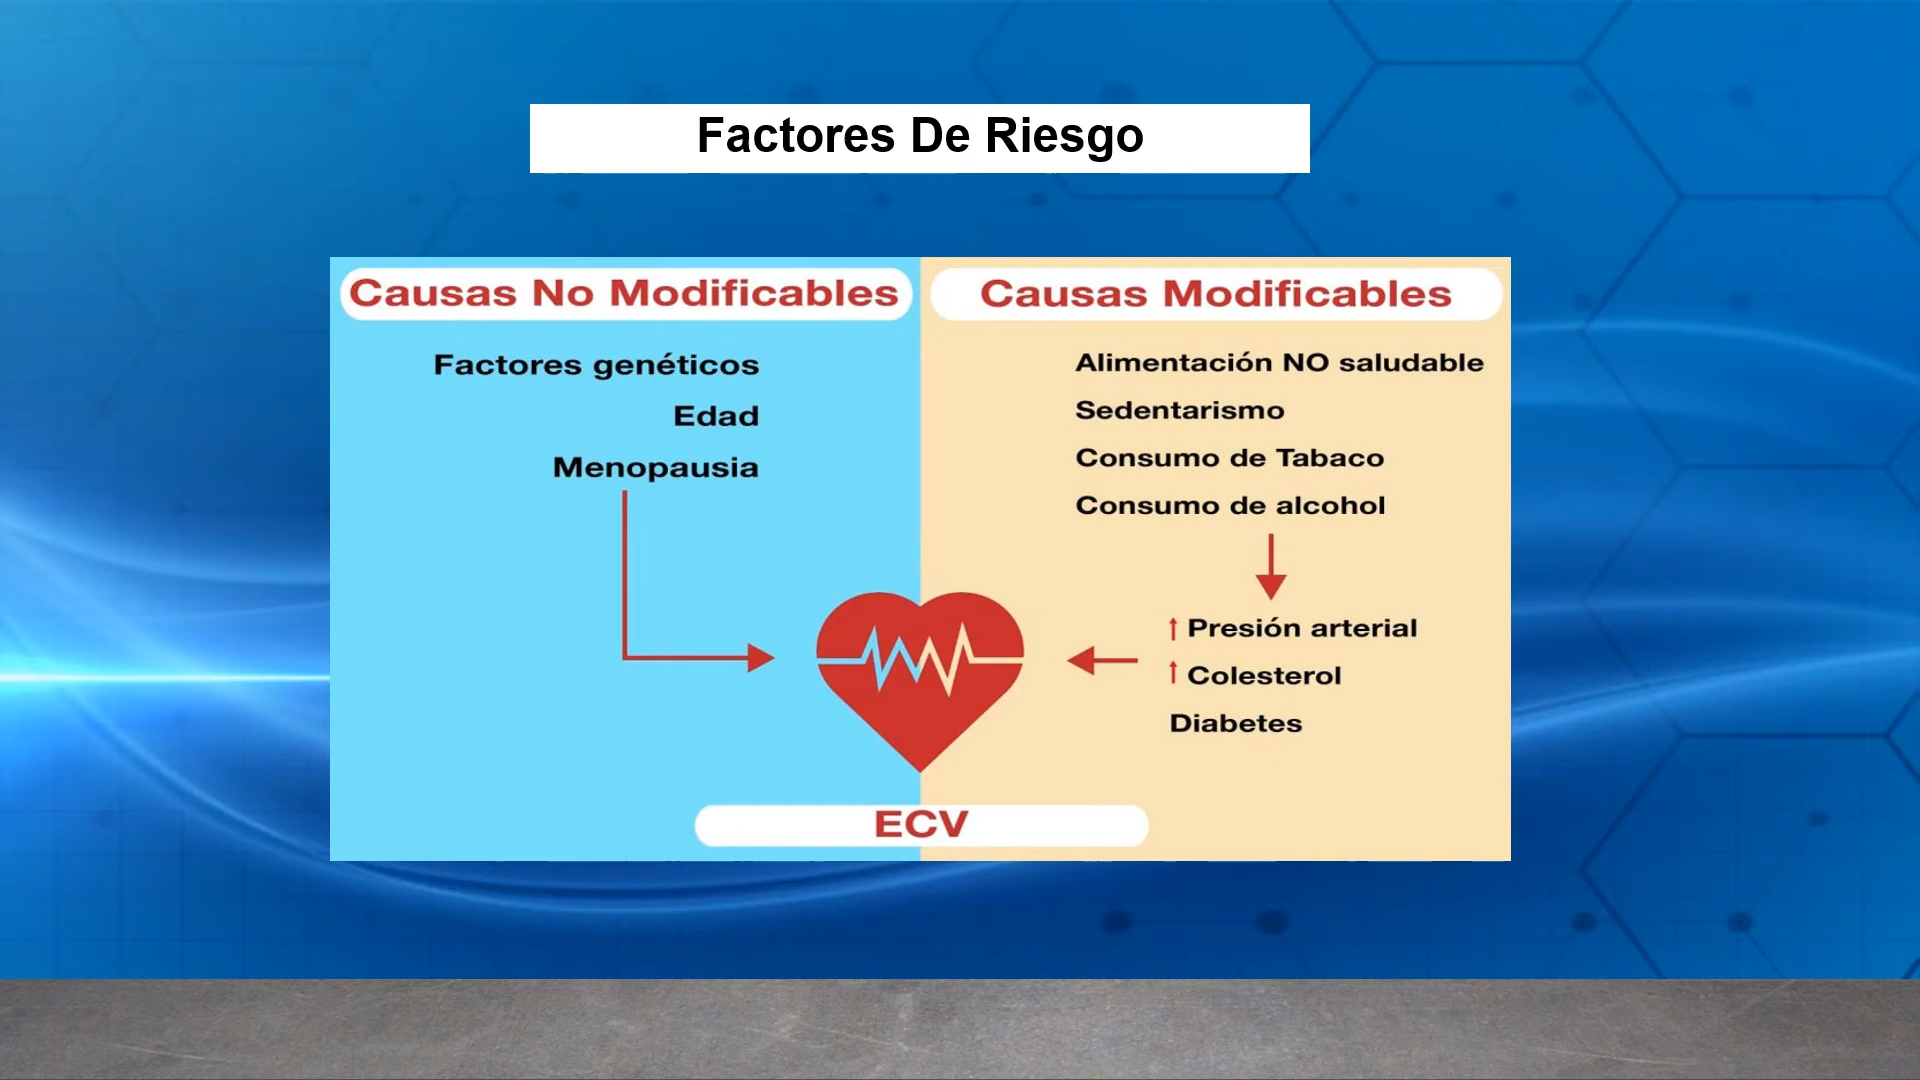 Factores De Riesgo
Causas No Modificables
Factores genéticos
Edad
Menopausia
Causas Modificables
Alimentación NO saludable
Sedentarismo
Consumo de Tabaco
Consumo de alcohol
↑ Presión arterial
↑ Colesterol
Diabetes
ECV